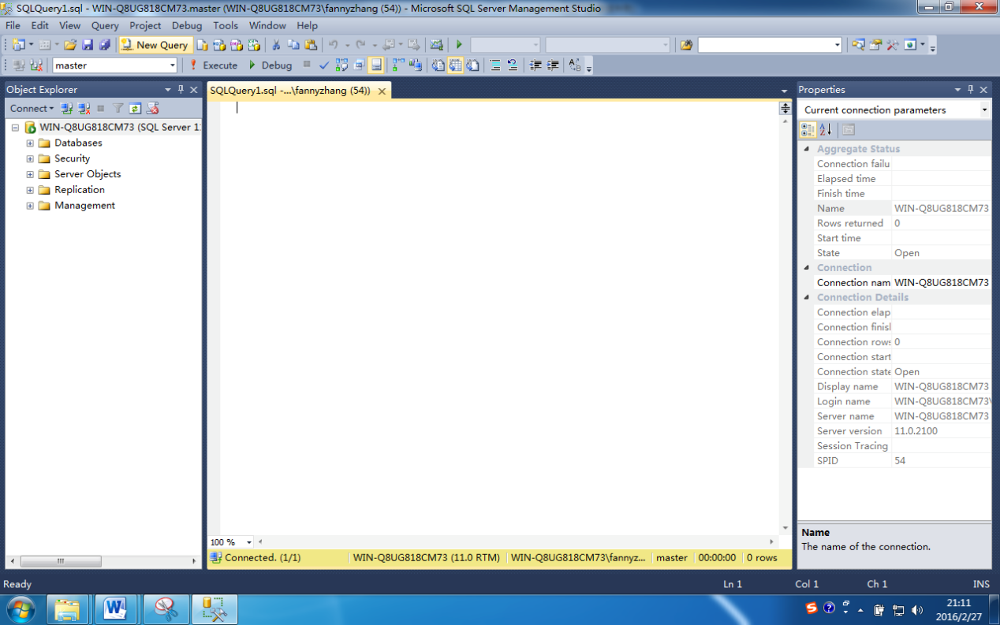 SQLQuery1.sql - WIN-Q8UG818CM73.master (WIN-Q8UG818CM73\fannyzhang (54)) - Microsoft SQL Server Management Studio
File Edit View Query Project Debug Tools Window Help
New Query
master Execute Debug
Object Explorer
Connect
WIN-Q8UG818CM73 (SQL Server 1
Databases
Security
Server Objects
Replication
Management
SQLQuery1.sql -...\fannyzhang (54))
100 %
Connected. (1/1) WIN-Q8UG818CM73 (11.0 RTM) WIN-Q8UG818CM73\fannyz... master 00:00:00 0 rows
Properties
Current connection parameters
Aggregate Status
Connection failu
Elapsed time
Finish time
Name WIN-Q8UG818CM73
Rows returned 0
Start time
State Open
Connection
Connection nam WIN-Q8UG818CM73
Connection Details
Connection elap
Connection finisl
Connection rows 0
Connection start
Connection state Open
Display name WIN-Q8UG818CM73
Login name WIN-Q8UG818CM73\
Server name WIN-Q8UG818CM73
Server version 11.0.2100
Session Tracing
SPID 54
Name
The name of the connection.
Ready Ln 1 Col 1 Ch 1 INS
21:11
2016/2/27